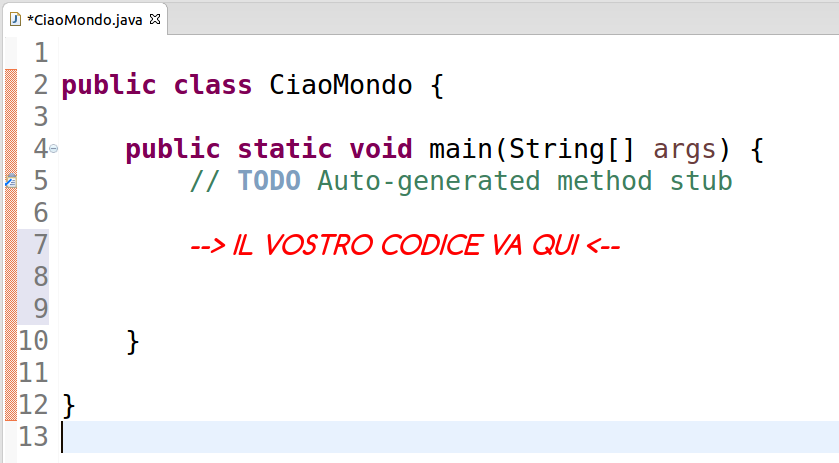 *CiaoMondo.java
1
2 public class CiaoMondo {
3
4 public static void main(String[] args) {
5 // TODO Auto-generated method stub
6
7 --> IL VOSTRO CODICE VA QUI <--
8
9
10 }
11
12 }
13